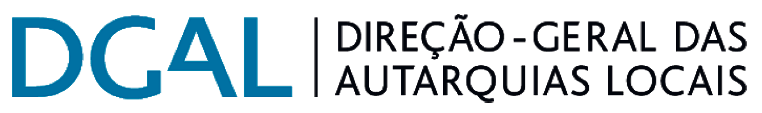 DGAL
DIREÇÃO-GERAL DAS
AUTARQUIAS LOCAIS